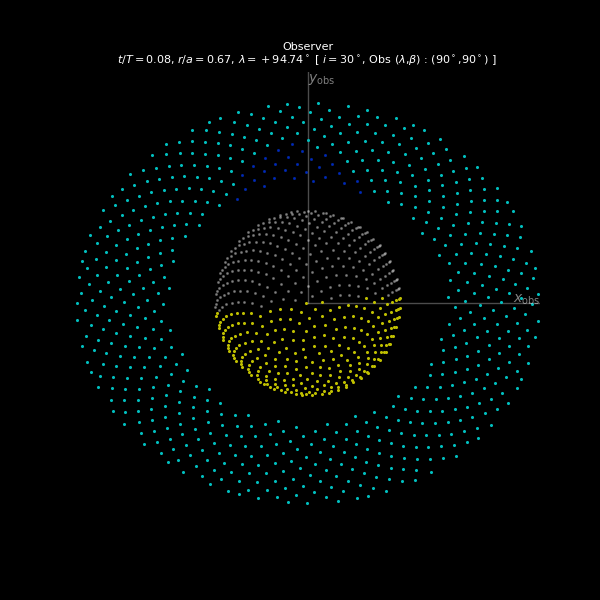 Observer
t/T=0.08, r/a=0.67, λ=+94.74° [ i=30°, Obs (λ,β) : (90°,90°) ]
y_obs
x_obs